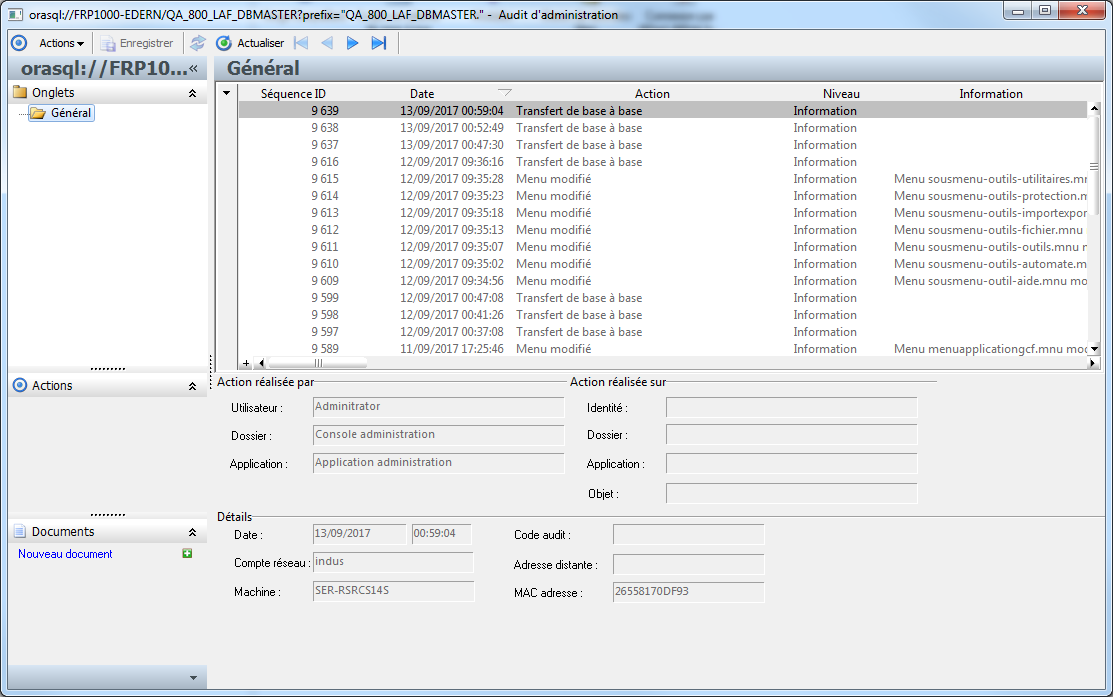 orasql://FRP1000-EDERN/QA_800_LAF_DBMASTER?prefix="QA_800_LAF_DBMASTER." - Audit d'administration
Actions Enregistrer Actualiser
orasql://FRP10...« Général
Onglets
Général
Séquence ID Date Action Niveau Information
9 639 13/09/2017 00:59:04 Transfert de base à base Information
9 638 13/09/2017 00:52:49 Transfert de base à base Information
9 637 13/09/2017 00:47:30 Transfert de base à base Information
9 616 12/09/2017 09:36:16 Transfert de base à base Information
9 615 12/09/2017 09:35:28 Menu modifié Information Menu sousmenu-outils-utilitaires.mn
9 614 12/09/2017 09:35:23 Menu modifié Information Menu sousmenu-outils-protection.m
9 613 12/09/2017 09:35:18 Menu modifié Information Menu sousmenu-outils-importexpor
9 612 12/09/2017 09:35:13 Menu modifié Information Menu sousmenu-outils-fichier.mnu
9 611 12/09/2017 09:35:07 Menu modifié Information Menu sousmenu-outils-outils.mnu n
9 610 12/09/2017 09:35:02 Menu modifié Information Menu sousmenu-outils-automate.m
9 609 12/09/2017 09:34:56 Menu modifié Information Menu sousmenu-outil-aide.mnu mo
9 599 12/09/2017 00:47:08 Transfert de base à base Information
9 598 12/09/2017 00:41:26 Transfert de base à base Information
9 597 12/09/2017 00:37:08 Transfert de base à base Information
9 589 11/09/2017 17:25:46 Menu modifié Information Menu menuapplicationgcf.mnu moc
Actions
Action réalisée par
Utilisateur : Adminitrator
Dossier : Console administration
Application : Application administration
Action réalisée sur
Identité :
Dossier :
Application :
Objet :
Documents
Nouveau document
Détails
Date : 13/09/2017 00:59:04
Compte réseau : indus
Machine : SER-RSRCS14S
Code audit :
Adresse distante :
MAC adresse : 26558170DF93